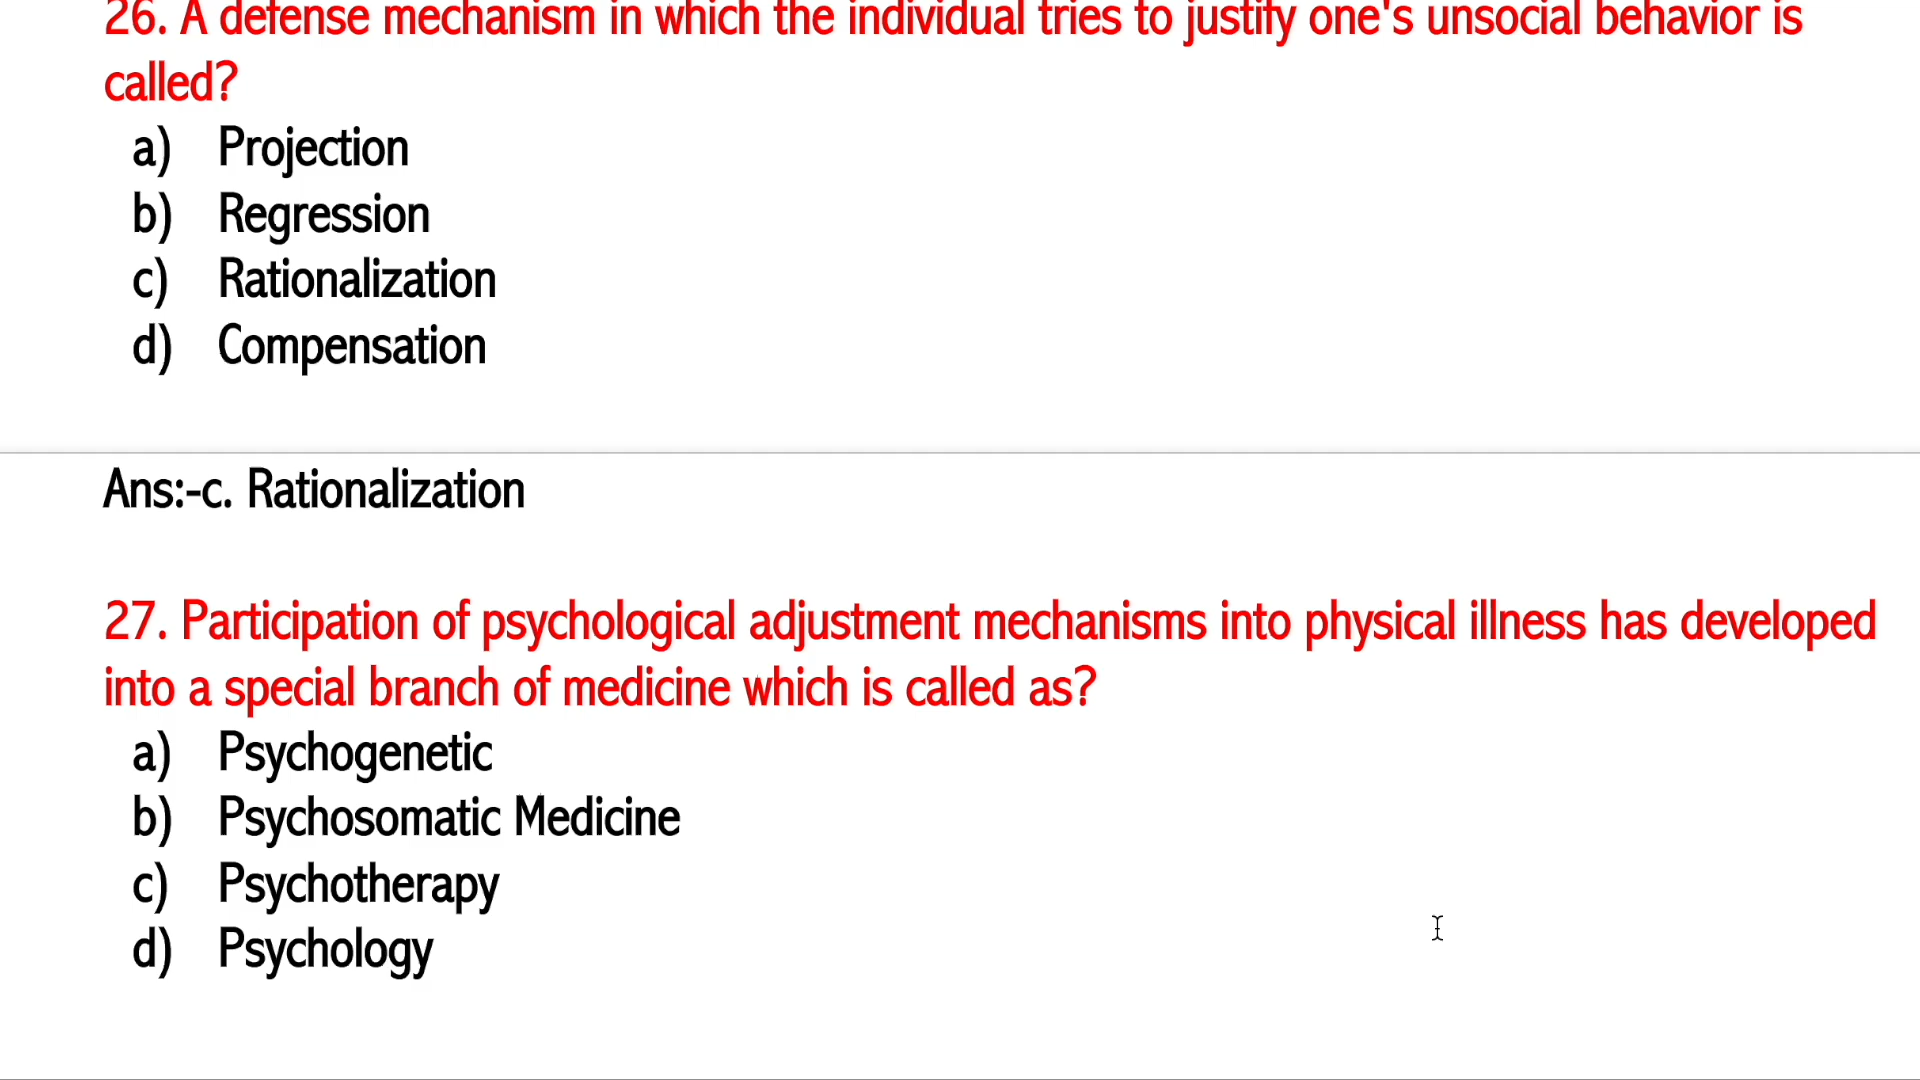 26. A defense mechanism in which the individual tries to justify one's unsocial behavior is
called?
a) Projection
b) Regression
c) Rationalization
d) Compensation
Ans:-c. Rationalization
27. Participation of psychological adjustment mechanisms into physical illness has developed
into a special branch of medicine which is called as?
a) Psychogenetic
b) Psychosomatic Medicine
c) Psychotherapy
d) Psychology